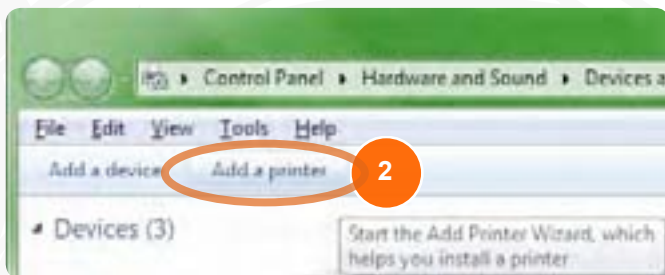 Control Panel ▸ Hardware and Sound ▸ Devices a
File Edit View Tools Help
Add a device Add a printer 2
Devices (3)
Start the Add Printer Wizard, which
helps you install a printer